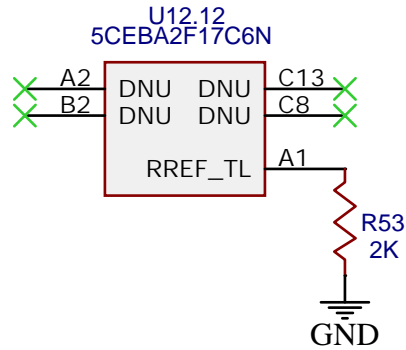 U12.12
5CEBA2F17C6N
A2 DNU DNU C13
B2 DNU DNU C8
RREF_TL A1
R53
2K
GND